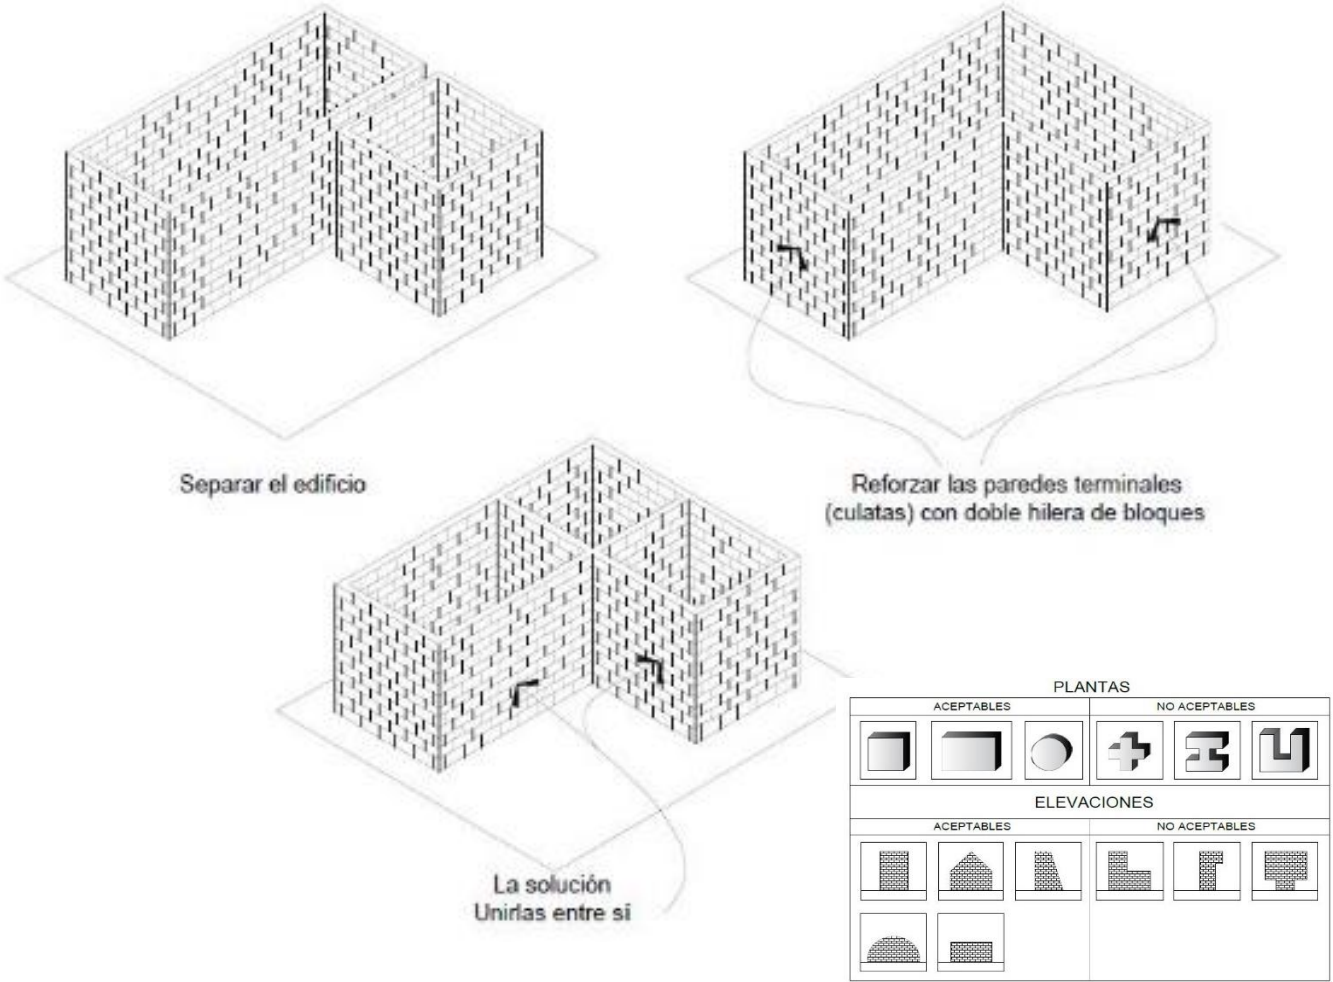 Separar el edificio
Reforzar las paredes terminales
(culatas) con doble hilera de bloques
La solución
Unirlas entre sí
PLANTAS
ACEPTABLES
NO ACEPTABLES
ELEVACIONES
ACEPTABLES
NO ACEPTABLES